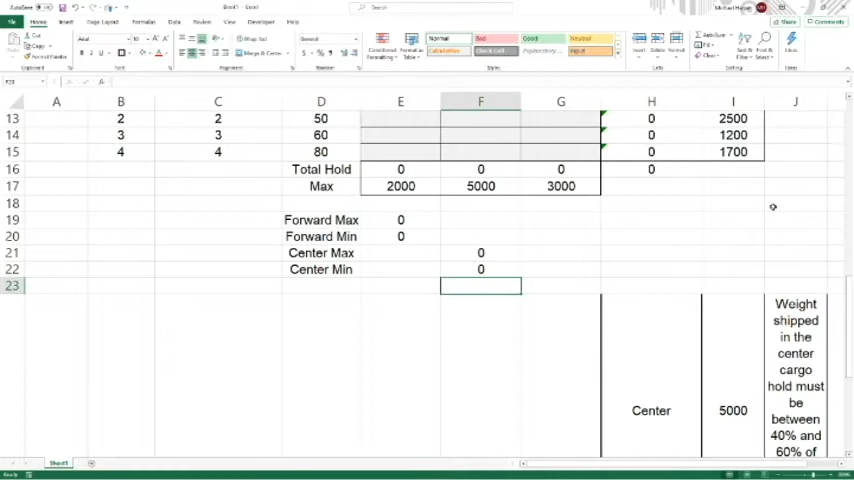 AutoSave
Book1 - Excel
Search
Michael Harper
File Home Insert Page Layout Formulas Data Review View Developer Help
Share Comments
Cut
Copy
Format Painter
Clipboard
Arial
Font
Wrap Text
Merge & Center
Alignment
General
Number
Conditional Formatting
Format as Table
Normal Bad Good Neutral
Calculation Check Cell Explanatory... Input
Styles
Insert Delete Format
Cells
AutoSum
Fill
Clear
Sort & Filter
Find & Select
Editing
Ideas
Ideas
F23
A B C D E F G H I J
13 2 2 50 0 2500
14 3 3 60 0 1200
15 4 4 80 0 1700
16 Total Hold 0 0 0 0
17 Max 2000 5000 3000
18
19 Forward Max 0
20 Forward Min 0
21 Center Max 0
22 Center Min 0
23
Weight
shipped
in the
center
cargo
Center 5000 hold must
be
between
40% and
60% of
Sheet1
Ready